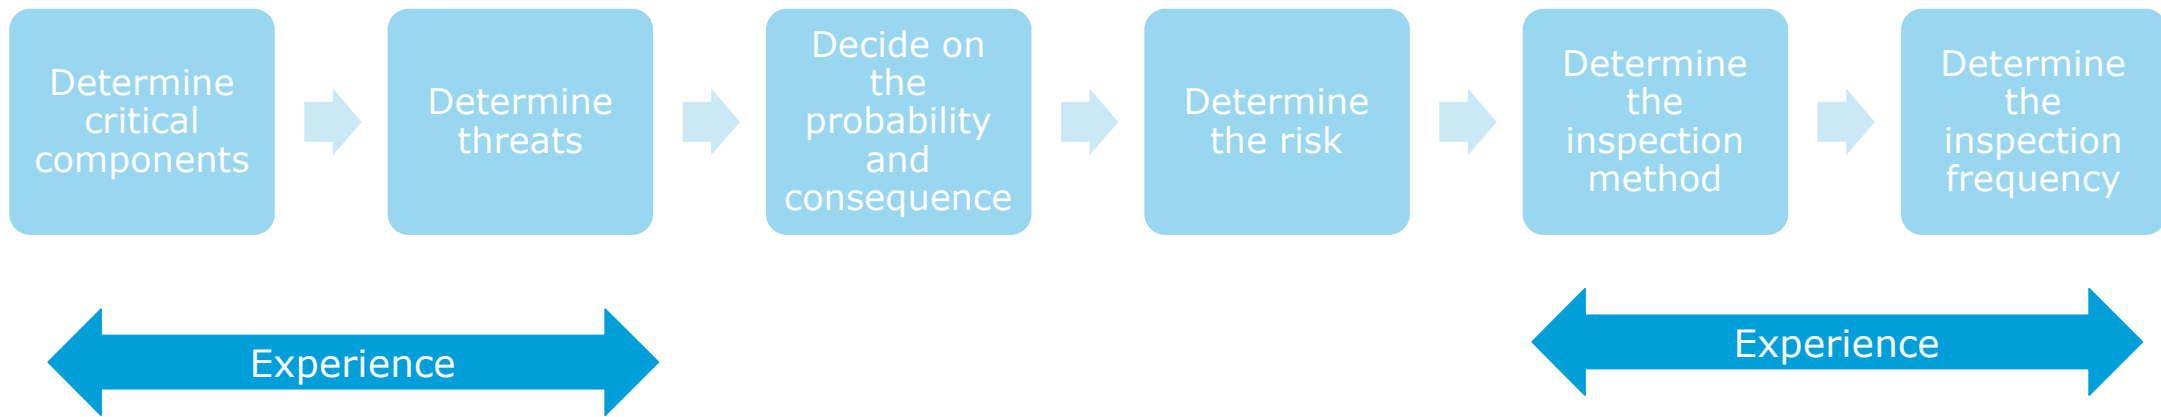 Determine
critical
components
Determine
threats
Decide on
the
probability
and
consequence
Determine
the risk
Determine
the
inspection
method
Determine
the
inspection
frequency
Experience
Experience